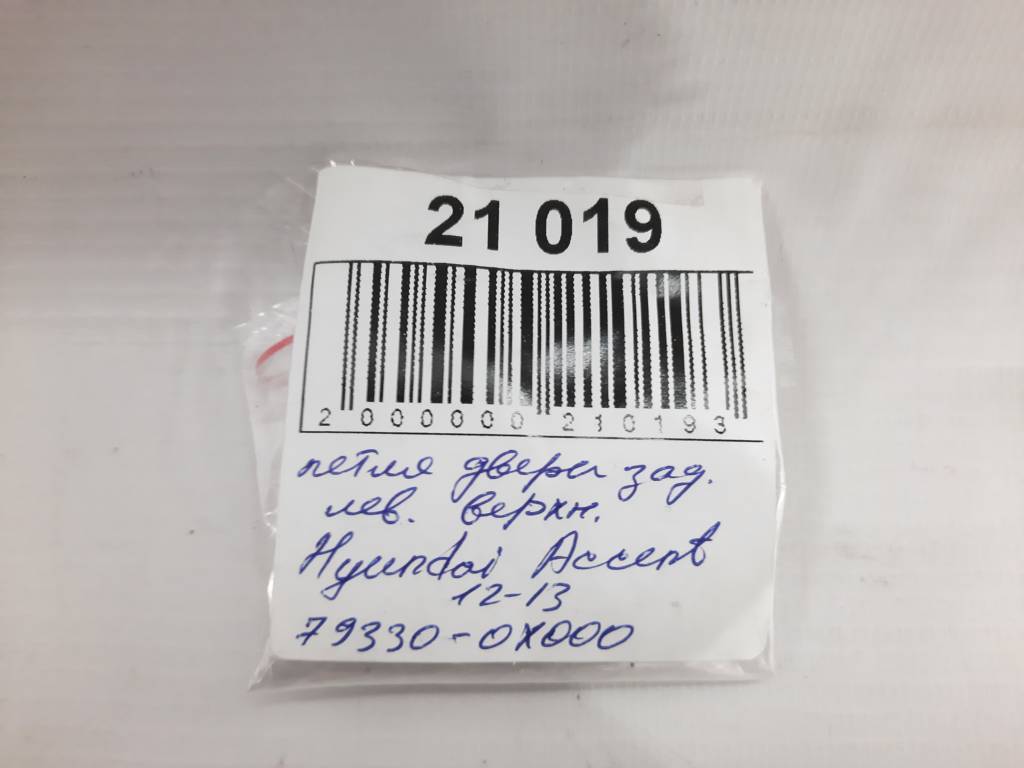 21 019
2 000000 210193
петля двери зад.
лев. верхн.
Hyundai Accent
12-13
79330-0X000